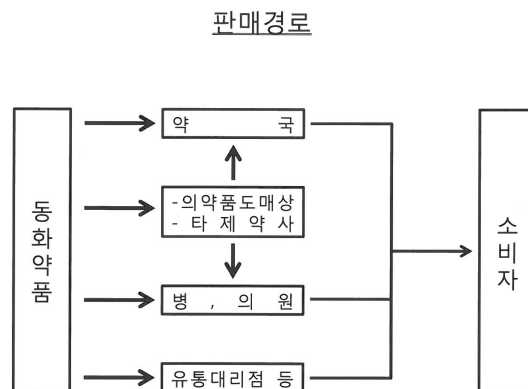 판매경로
동화약품
약 국
-의약품도매상
- 타 제 약 사
병 , 의 원
유통대리점 등
소비자